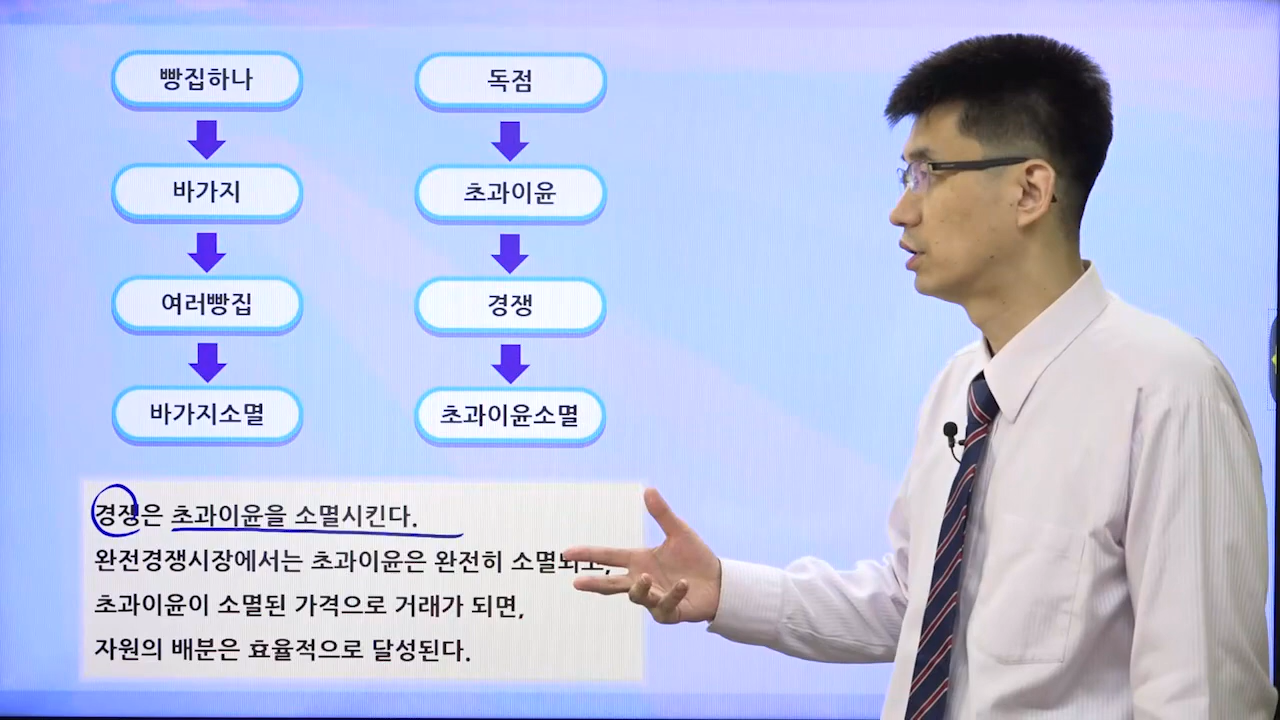 빵집하나
바가지
여러빵집
바가지소멸
독점
초과이윤
경쟁
초과이윤소멸
경쟁은 초과이윤을 소멸시킨다.
완전경쟁시장에서는 초과이윤은 완전히 소멸되고,
초과이윤이 소멸된 가격으로 거래가 되면,
자원의 배분은 효율적으로 달성된다.